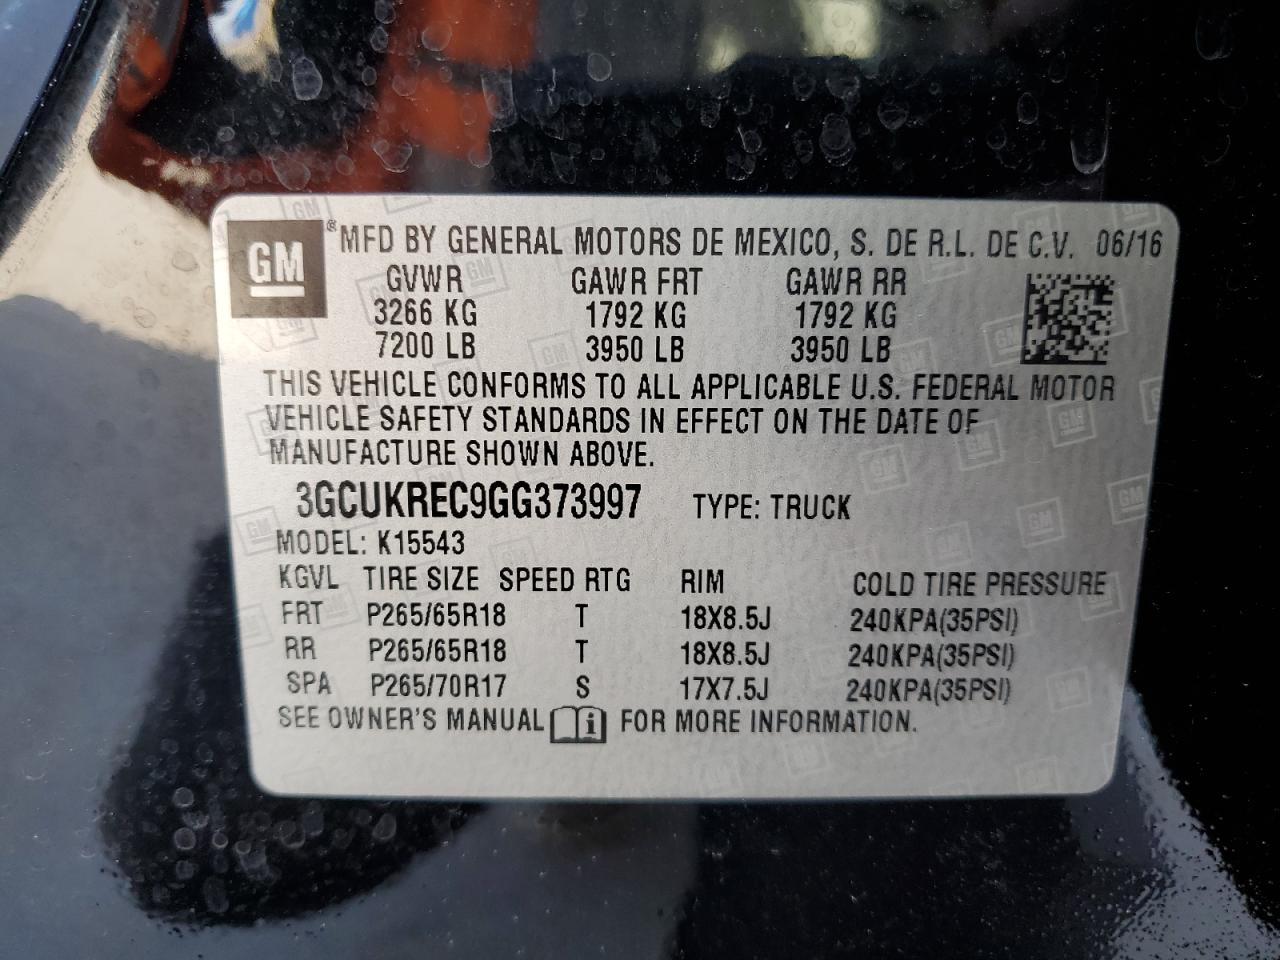 GM ® MFD BY GENERAL MOTORS DE MEXICO, S. DE R.L. DE C.V. 06/16
GVWR GAWR FRT GAWR RR
3266 KG 1792 KG 1792 KG
7200 LB 3950 LB 3950 LB
THIS VEHICLE CONFORMS TO ALL APPLICABLE U.S. FEDERAL MOTOR
VEHICLE SAFETY STANDARDS IN EFFECT ON THE DATE OF
MANUFACTURE SHOWN ABOVE.
3GCUKREC9GG373997 TYPE: TRUCK
MODEL: K15543
KGVL TIRE SIZE SPEED RTG RIM COLD TIRE PRESSURE
FRT P265/65R18 T 18X8.5J 240KPA(35PSI)
RR P265/65R18 T 18X8.5J 240KPA(35PSI)
SPA P265/70R17 S 17X7.5J 240KPA(35PSI)
SEE OWNER'S MANUAL i FOR MORE INFORMATION.